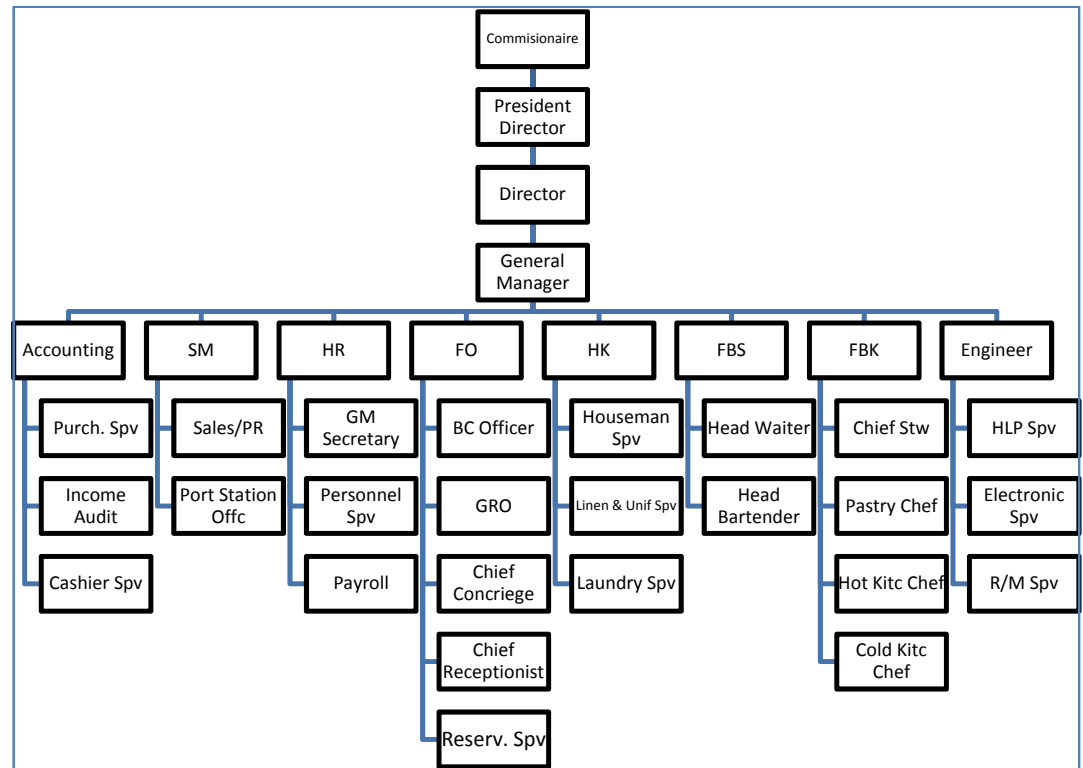 Commisionaire
President
Director
Director
General
Manager
Accounting
SM
HR
FO
HK
FBS
FBK
Engineer
Purch. Spv
Income
Audit
Cashier Spv
Sales/PR
Port Station
Offc
GM
Secretary
Personnel
Spv
Payroll
BC Officer
GRO
Chief
Concriege
Chief
Receptionist
Reserv. Spv
Houseman
Spv
Linen & Unif Spv
Laundry Spv
Head Waiter
Head
Bartender
Chief Stw
Pastry Chef
Hot Kitc Chef
Cold Kitc
Chef
HLP Spv
Electronic
Spv
R/M Spv